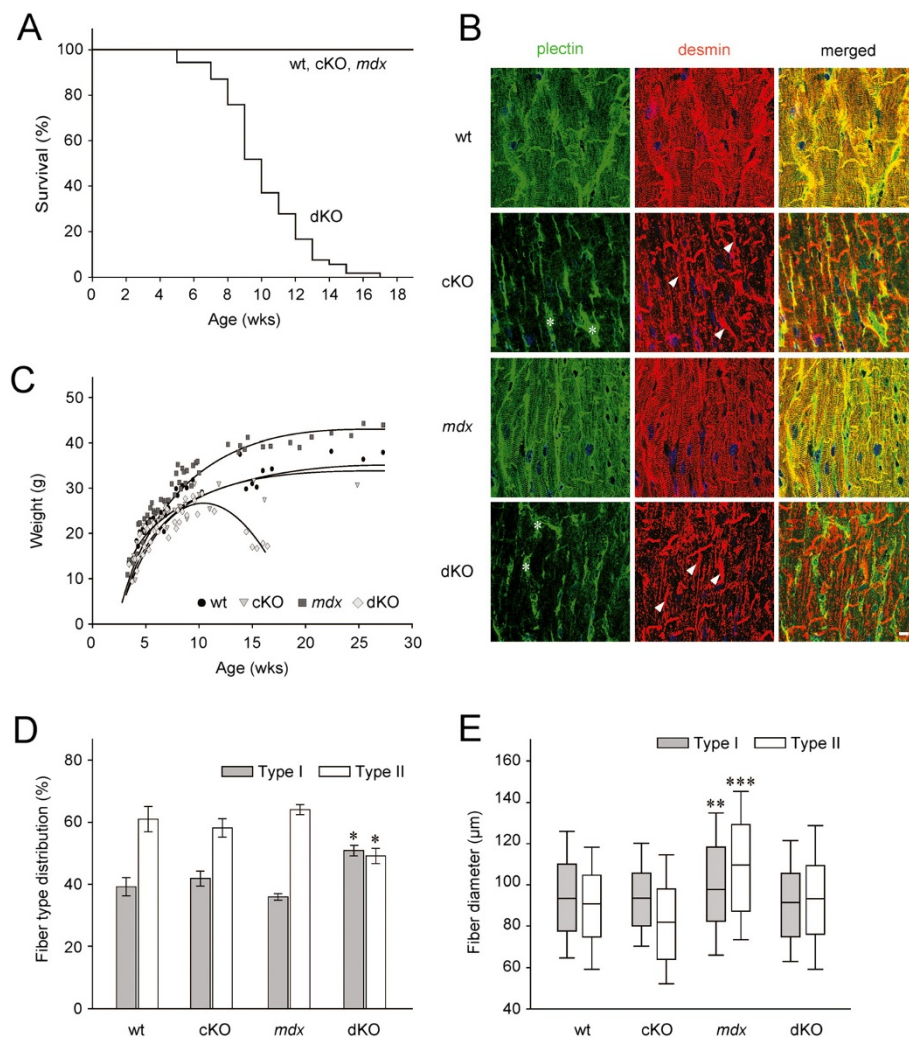 A
100
80
60
40
20
0
Survival (%)
wt, cKO, mdx
dKO
0 2 4 6 8 10 12 14 16 18
Age (wks)
B
plectin desmin merged
wt
cKO
* *
mdx
dKO
*
*
C
50
40
30
20
10
0
Weight (g)
wt cKO mdx dKO
0 5 10 15 20 25 30
Age (wks)
D
80
60
40
20
0
Fiber type distribution (%)
Type I Type II
* *
wt cKO mdx dKO
E
160
140
120
100
80
60
40
Fiber diameter (µm)
Type I Type II
** ***
wt cKO mdx dKO